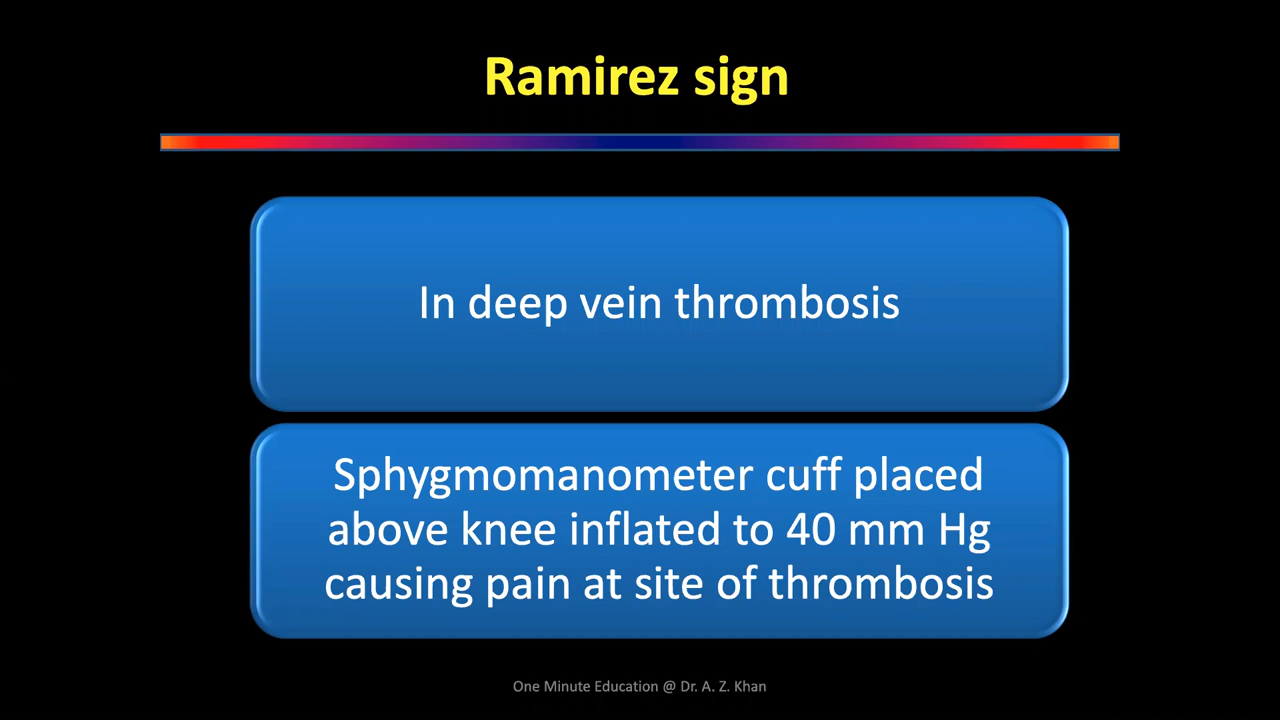 Ramirez sign
In deep vein thrombosis
Sphygmomanometer cuff placed
above knee inflated to 40 mm Hg
causing pain at site of thrombosis
One Minute Education @ Dr. A. Z. Khan